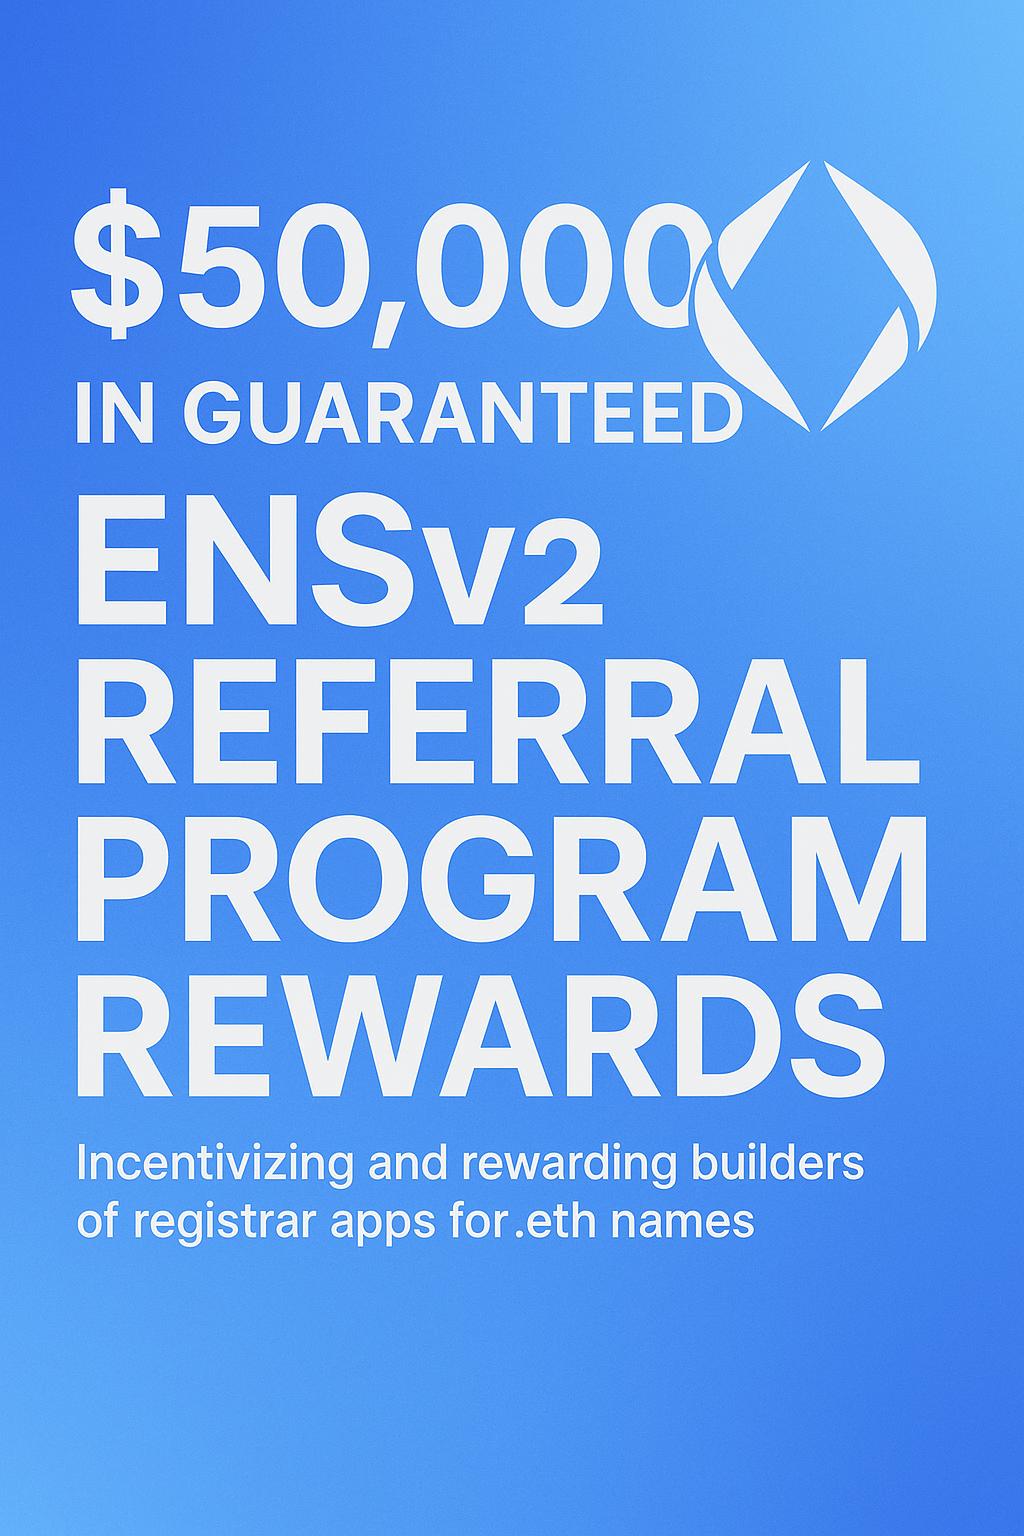 $50,000
IN GUARANTEED
ENSv2
REFERRAL
PROGRAM
REWARDS
Incentivizing and rewarding builders
of registrar apps for .eth names